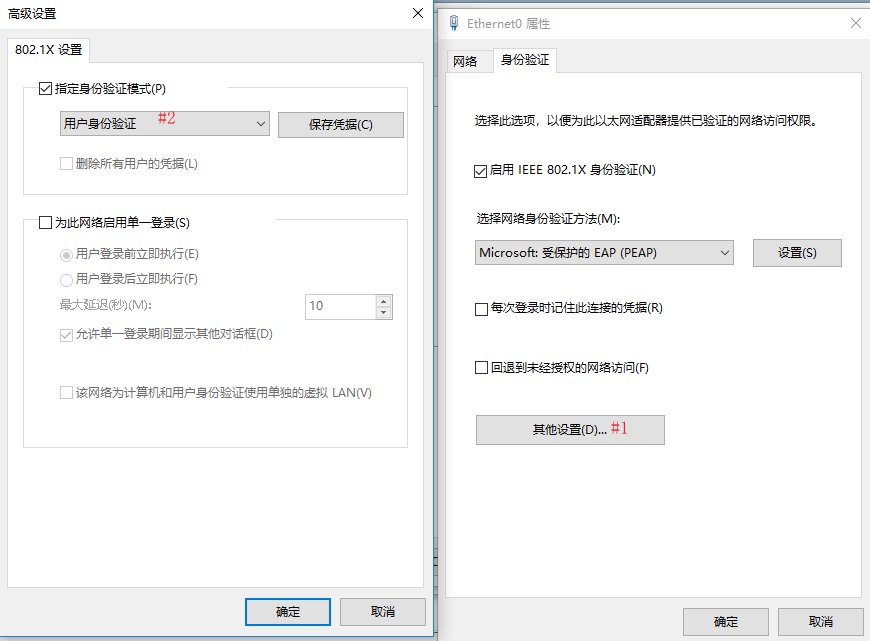 高级设置
802.1X 设置
指定身份验证模式(P)
用户身份验证 #2
保存凭据(C)
删除所有用户的凭据(L)
为此网络启用单一登录(S)
用户登录前立即执行(E)
用户登录后立即执行(F)
最大延迟(秒)(M):
10
允许单一登录期间显示其他对话框(D)
该网络为计算机和用户身份验证使用单独的虚拟 LAN(V)
确定
取消
Ethernet0 属性
网络
身份验证
选择此选项，以便为此以太网适配器提供已验证的网络访问权限。
启用 IEEE 802.1X 身份验证(N)
选择网络身份验证方法(M):
Microsoft: 受保护的 EAP (PEAP)
设置(S)
每次登录时记住此连接的凭据(R)
回退到未经授权的网络访问(F)
其他设置(D)... #1
确定
取消